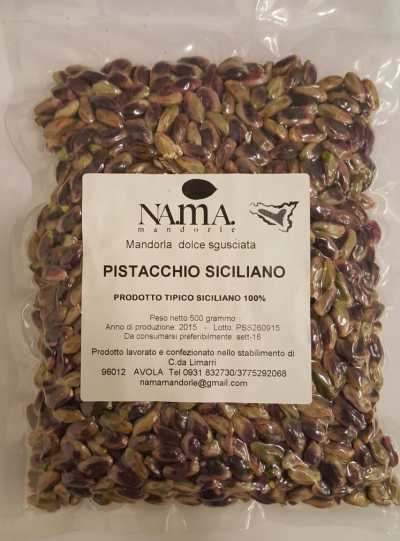 NA.M.A.
mandorle
Mandorla dolce sgusciata
PISTACCHIO SICILIANO
PRODOTTO TIPICO SICILIANO 100%
Peso netto 500 grammo
Anno di produzione: 2015 - Lotto: PS5260915
Da consumarsi preferibilmente: sett-16
Prodotto lavorato e confezionato nello stabilimento di
C.da Limarri
96012 AVOLA Tel 0931 832730/3775292068
namamandorle@gmail.com